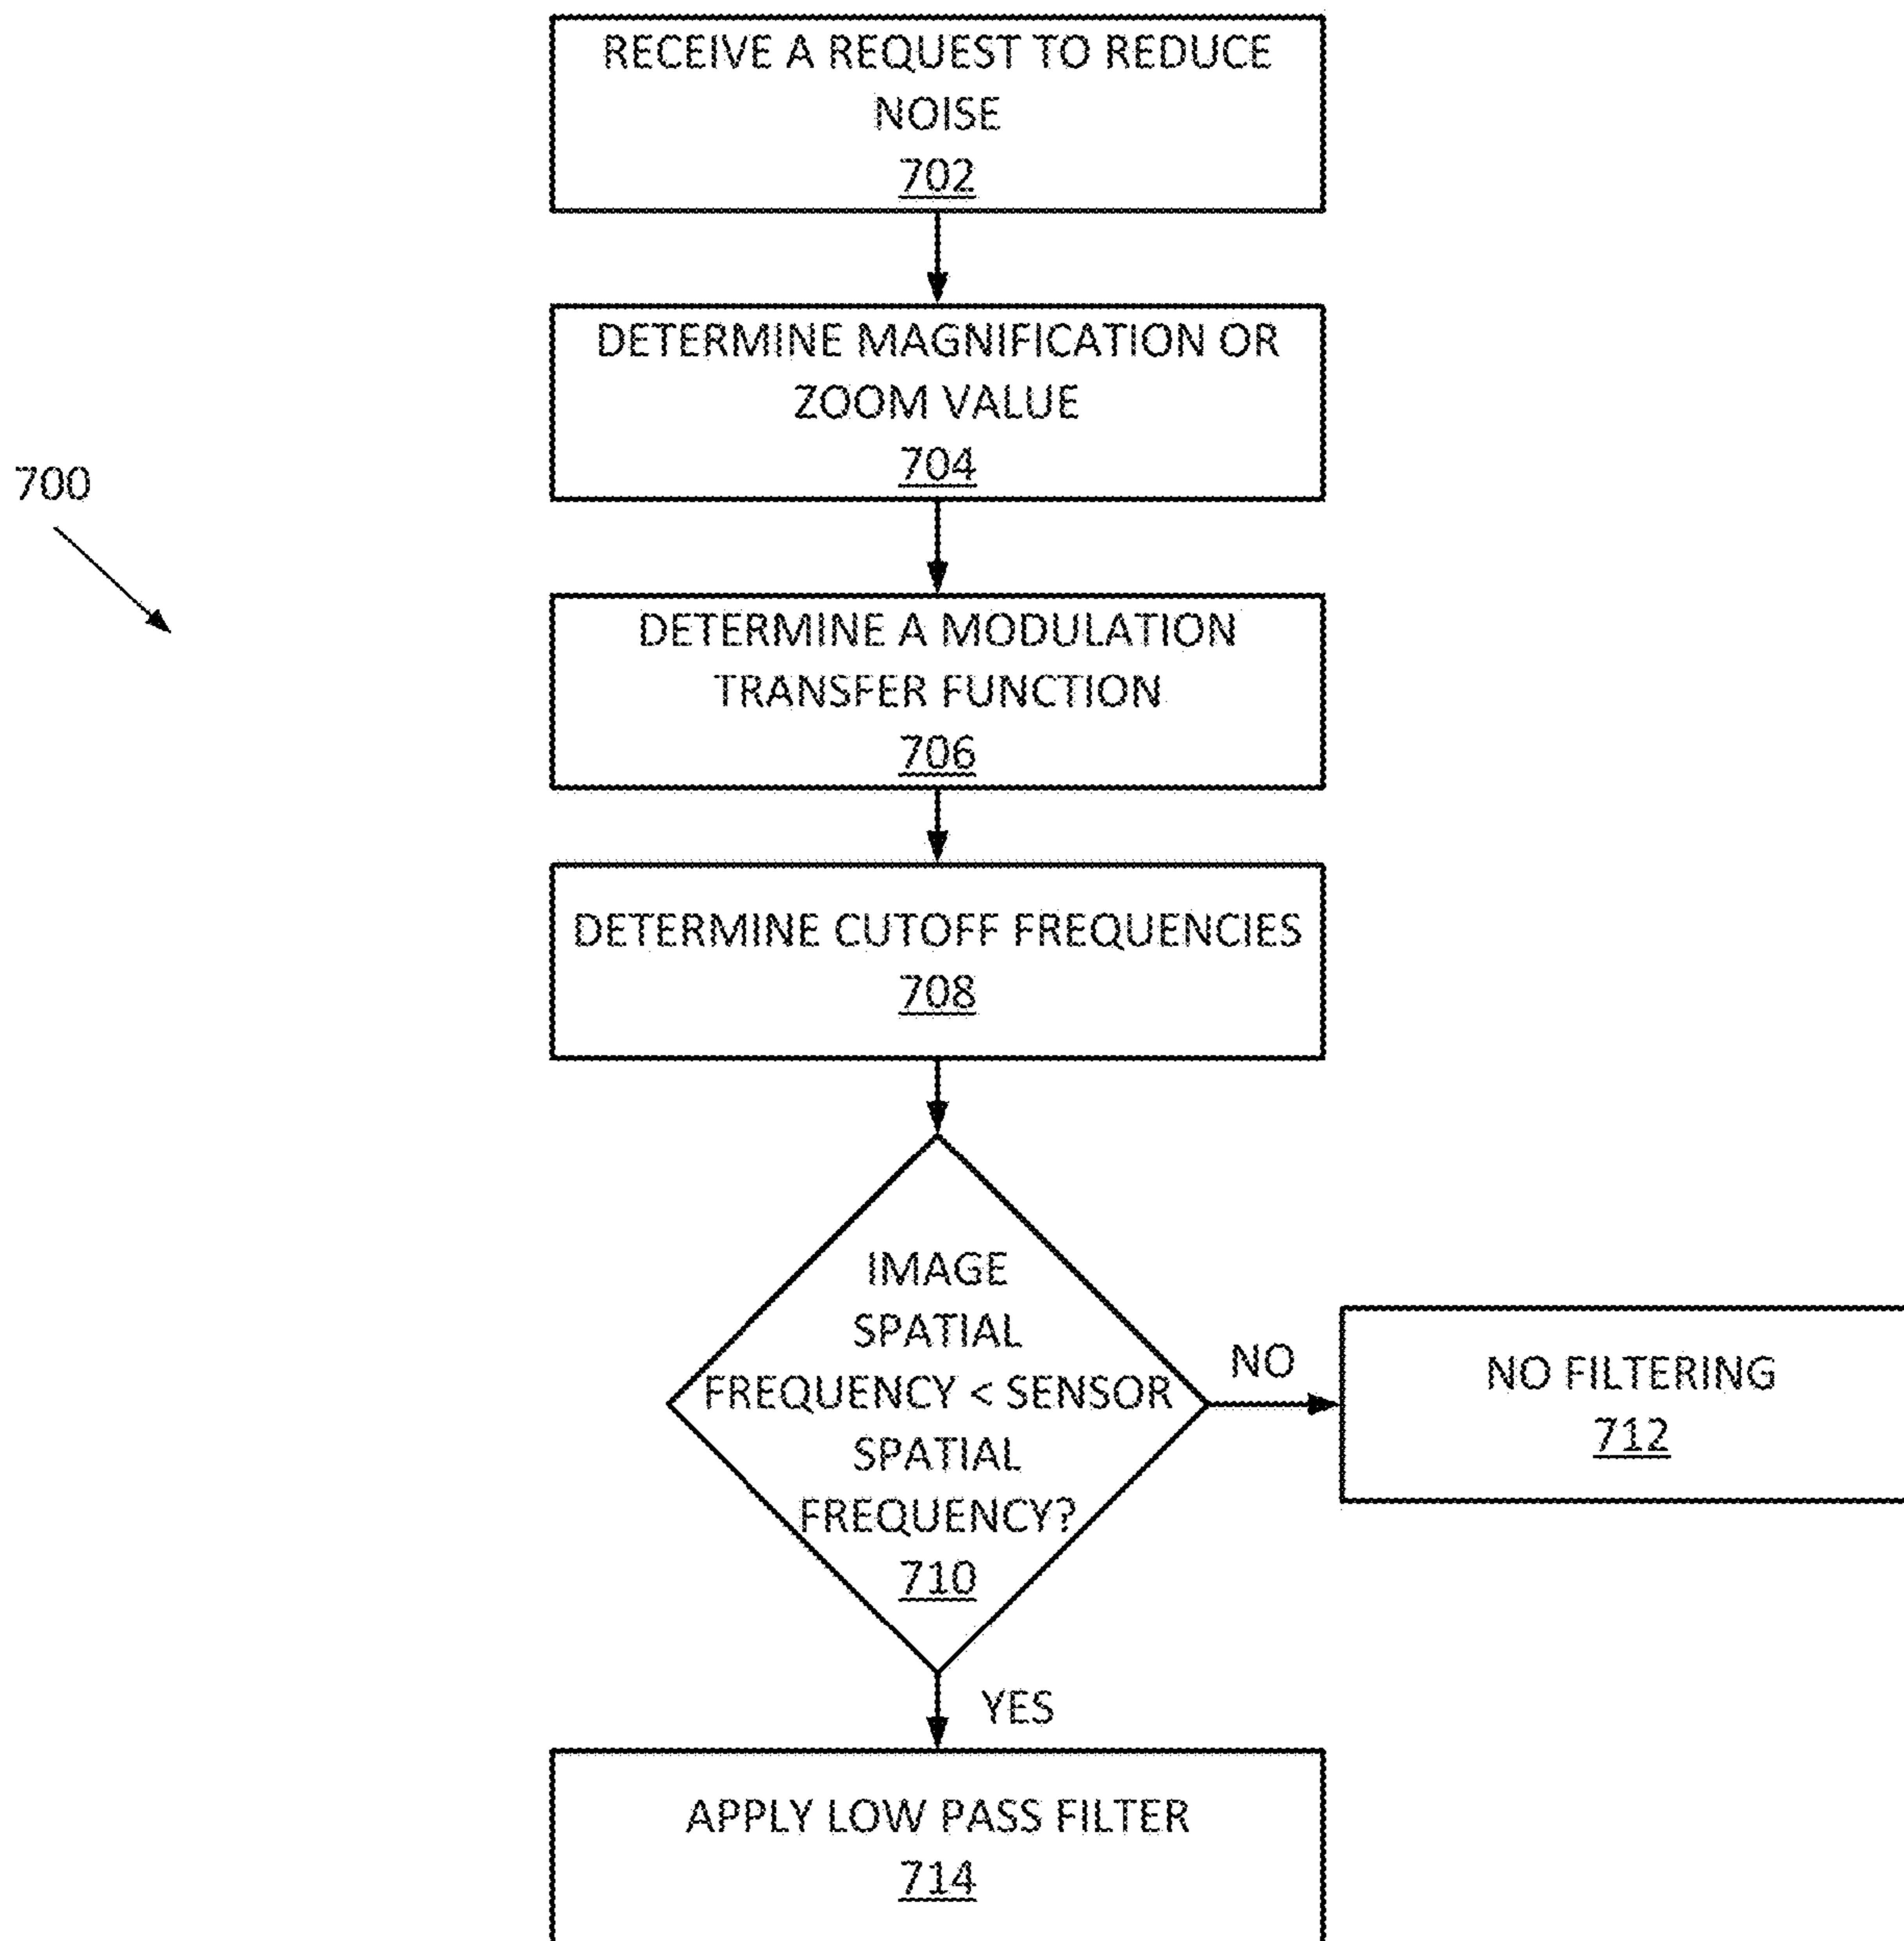 RECEIVE A REQUEST TO REDUCE
NOISE
702
DETERMINE MAGNIFICATION OR
ZOOM VALUE
704
700
DETERMINE A MODULATION
TRANSFER FUNCTION
706
DETERMINE CUTOFF FREQUENCIES
708
IMAGE
SPATIAL
FREQUENCY < SENSOR
SPATIAL
FREQUENCY?
710
NO
NO FILTERING
712
YES
APPLY LOW PASS FILTER
714